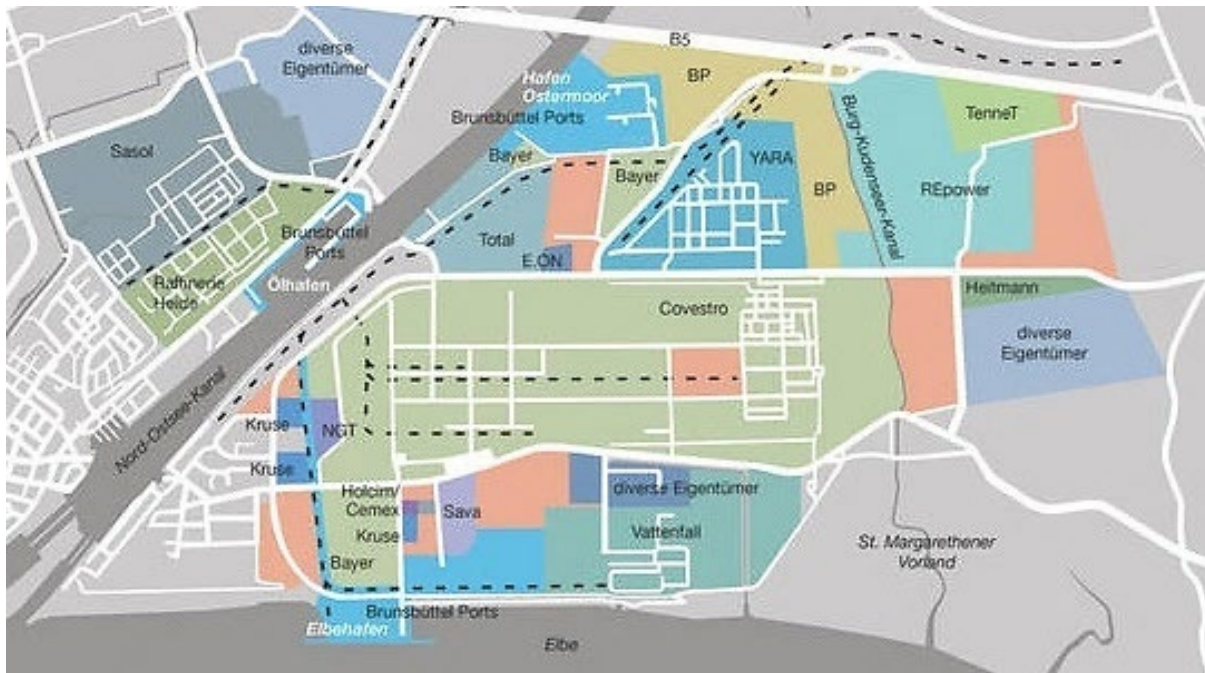 B5
diverse
Eigentümer
Hafen
Ostermoor
BP
Brunsbüttel Ports
TenneT
Sasol
Bayer
YARA
Bayer
BP
REpower
Burg-Kudenseer-Kanal
Brunsbüttel
Ports
Total
E.ON
Raffinerie
Heide
Ölhafen
Heitmann
Covestro
diverse
Eigentümer
Nord-Ostsee-Kanal
Kruse
NGT
Kruse
Holcim/
Cemex
diverse Eigentümer
Sava
Kruse
Vattenfall
St. Margarethener
Vorland
Bayer
Brunsbüttel Ports
Elbehafen
Elbe